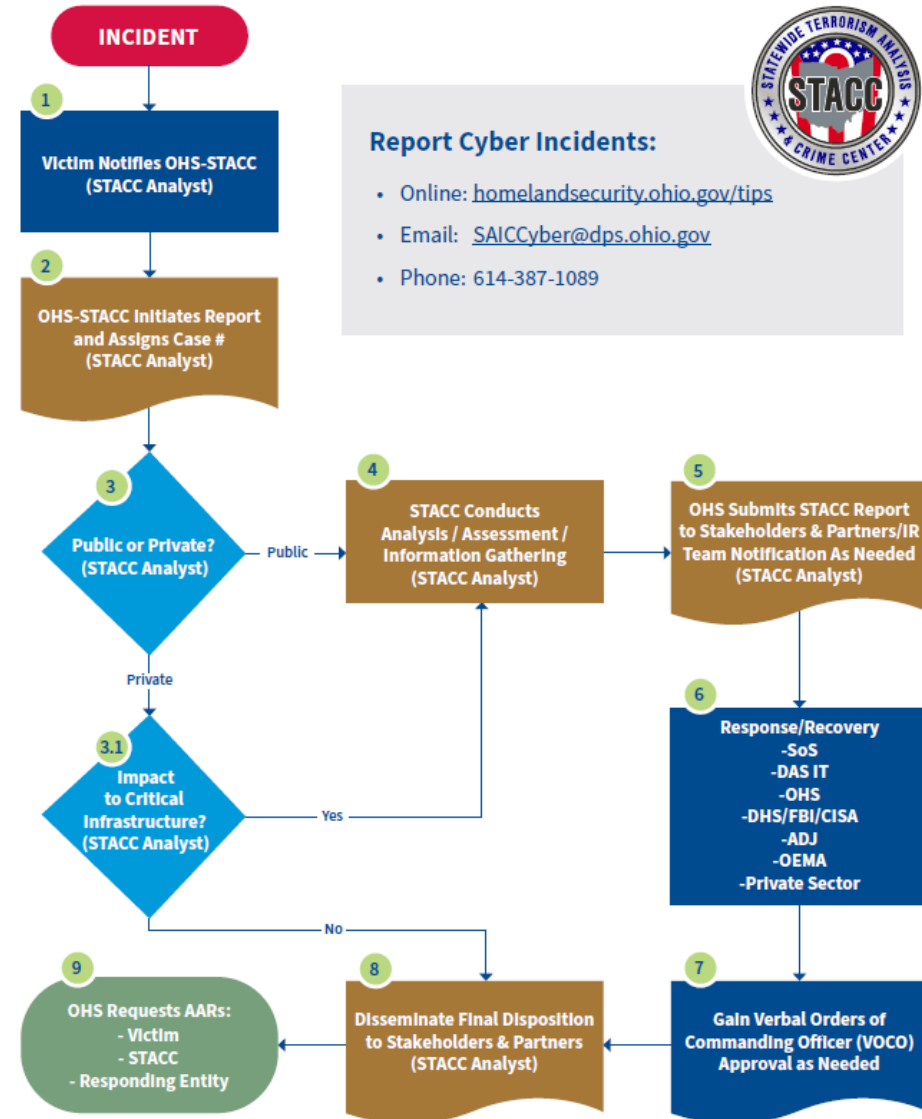 INCIDENT
STATEWIDE TERRORISM ANALYSIS
STACC
& CRIME CENTER
Report Cyber Incidents:
• Online: homelandsecurity.ohio.gov/tips
• Email: SAICCyber@dps.ohio.gov
• Phone: 614-387-1089
1
Victim Notifies OHS-STACC
(STACC Analyst)
2
OHS-STACC Initiates Report
and Assigns Case #
(STACC Analyst)
3
Public or Private?
(STACC Analyst)
Public
4
STACC Conducts
Analysis / Assessment /
Information Gathering
(STACC Analyst)
5
OHS Submits STACC Report
to Stakeholders & Partners/IR
Team Notification As Needed
(STACC Analyst)
Private
3.1
Impact
to Critical
Infrastructure?
(STACC Analyst)
Yes
No
6
Response/Recovery
-SoS
-DAS IT
-OHS
-DHS/FBI/CISA
-ADJ
-OEMA
-Private Sector
7
Gain Verbal Orders of
Commanding Officer (VOCO)
Approval as Needed
8
Disseminate Final Disposition
to Stakeholders & Partners
(STACC Analyst)
9
OHS Requests AARs:
- Victim
- STACC
- Responding Entity